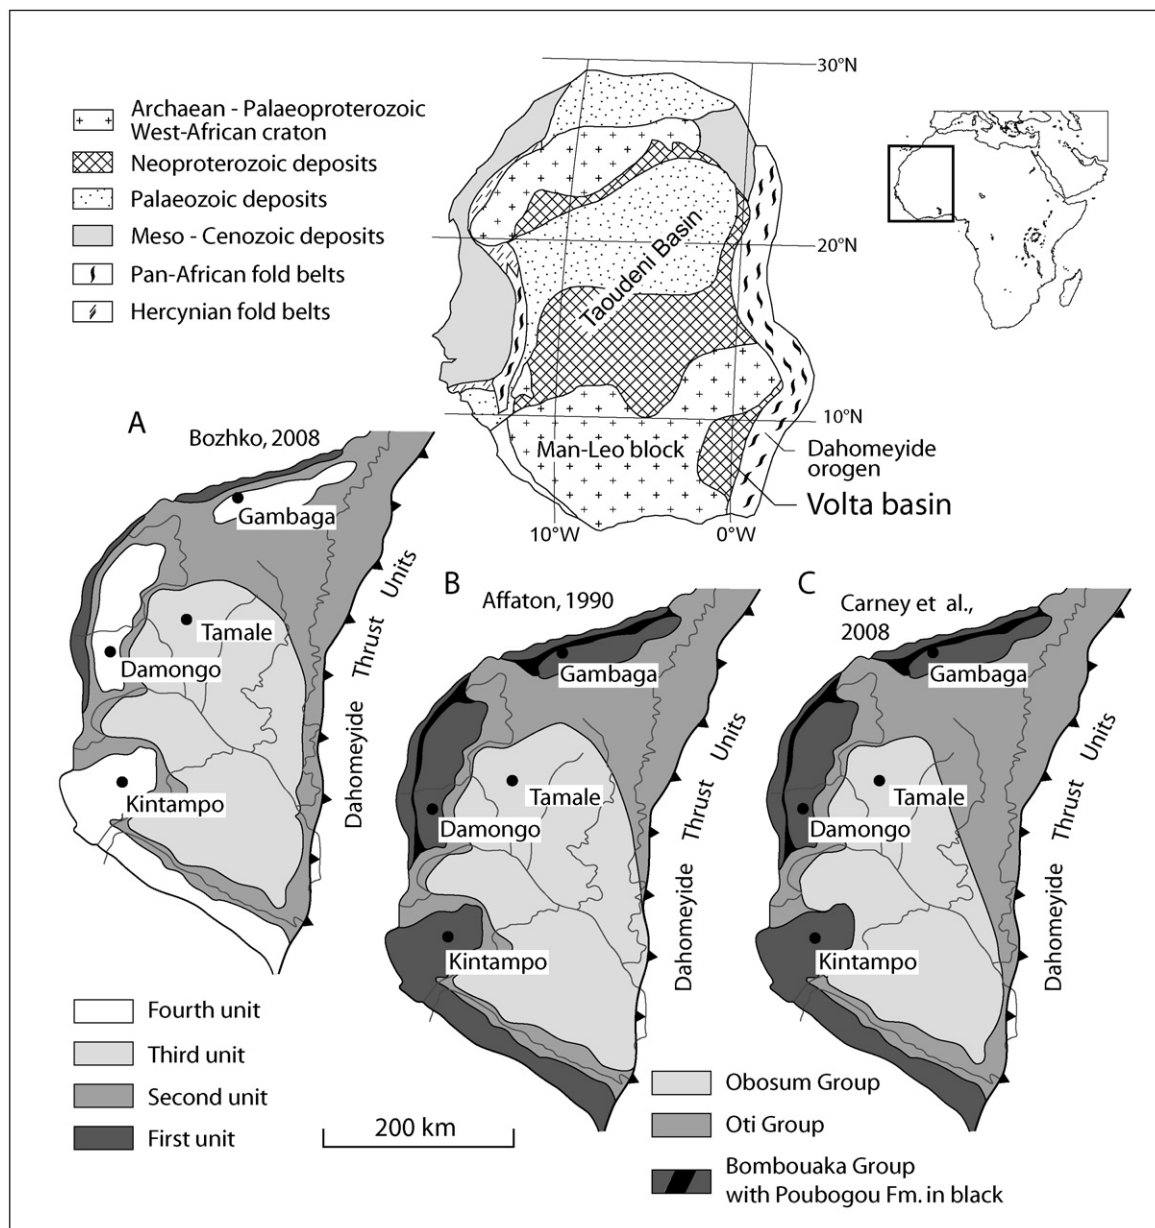 Archaean - Palaeoproterozoic
West-African craton
Neoproterozoic deposits
Palaeozoic deposits
Meso - Cenozoic deposits
Pan-African fold belts
Hercynian fold belts
30°N
20°N
10°N
10°W
0°W
Taoudeni Basin
Man-Leo block
Dahomeyide
orogen
Volta basin
A
Bozhko, 2008
Gambaga
Tamale
Damongo
Kintampo
Dahomeyide Thrust Units
B
Affaton, 1990
Gambaga
Tamale
Damongo
Kintampo
Dahomeyide Thrust Units
C
Carney et al.,
2008
Gambaga
Tamale
Damongo
Kintampo
Dahomeyide Thrust Units
Fourth unit
Third unit
Second unit
First unit
200 km
Obosum Group
Oti Group
Bombouaka Group
with Poubogou Fm. in black